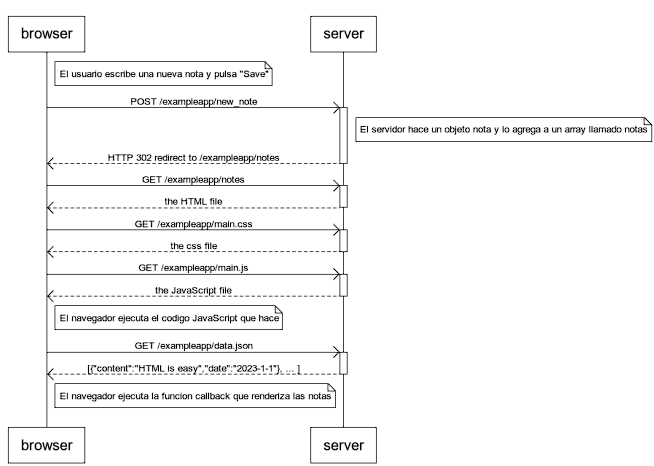 browser
server
El usuario escribe una nueva nota y pulsa "Save"
POST /exampleapp/new_note
El servidor hace un objeto nota y lo agrega a un array llamado notas
HTTP 302 redirect to /exampleapp/notes
GET /exampleapp/notes
the HTML file
GET /exampleapp/main.css
the css file
GET /exampleapp/main.js
the JavaScript file
El navegador ejecuta el codigo JavaScript que hace
GET /exampleapp/data.json
[{"content":"HTML is easy","date":"2023-1-1"}, ... ]
El navegador ejecuta la funcion callback que renderiza las notas
browser
server